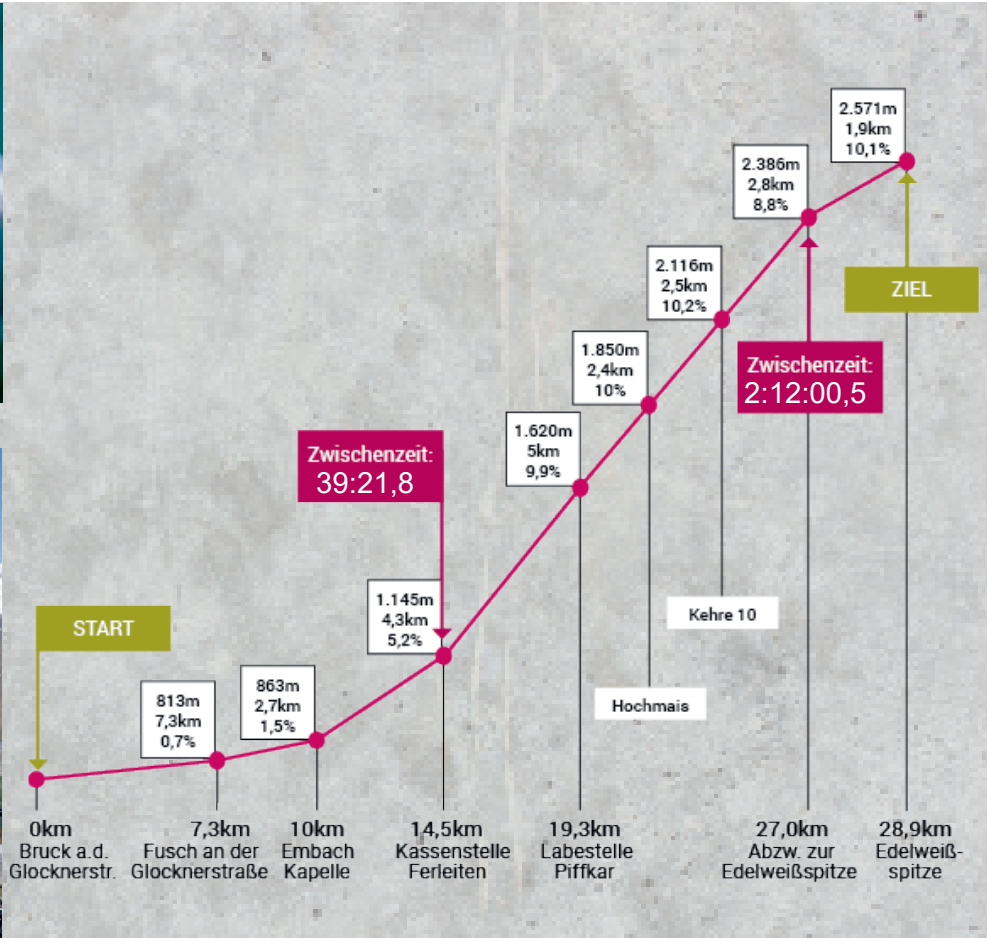 2.571m
1,9km
10,1%
2.386m
2,8km
8,8%
ZIEL
2.116m
2,5km
10,2%
1.850m
2,4km
10%
Zwischenzeit:
2:12:00,5
1.620m
5km
9,9%
Zwischenzeit:
39:21,8
1.145m
4,3km
5,2%
START
Kehre 10
863m
2,7km
1,5%
813m
7,3km
0,7%
Hochmais
0km
Bruck a.d.
Glocknerstr.
7,3km
Fusch an der
Glocknerstraße
10km
Embach
Kapelle
14,5km
Kassenstelle
Ferleiten
19,3km
Labestelle
Piffkar
27,0km
Abzw. zur
Edelweißspitze
28,9km
Edelweiß-
spitze